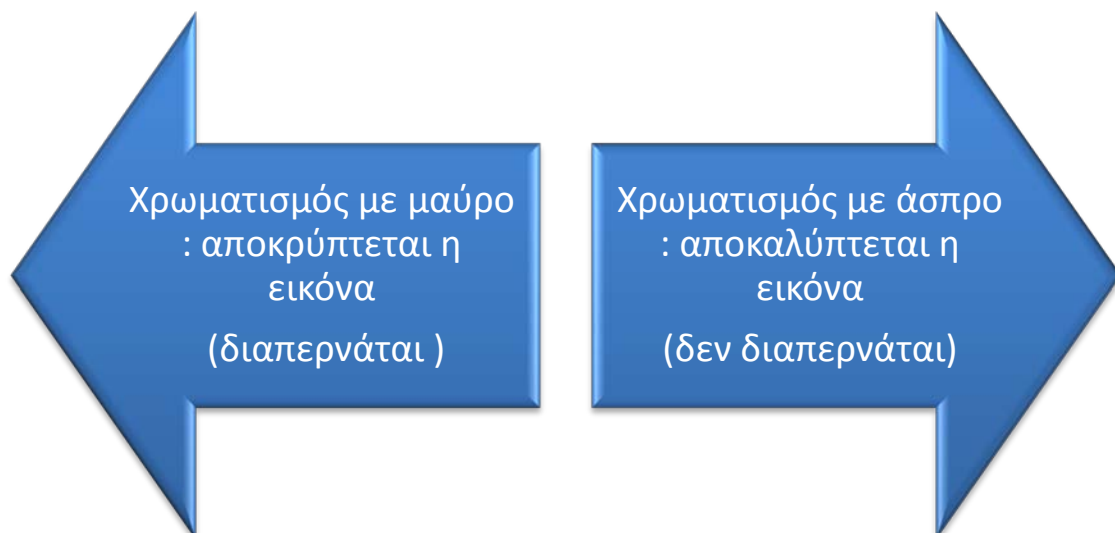 Χρωματισμός με μαύρο
: αποκρύπτεται η
εικόνα
(διαπερνάται )
Χρωματισμός με άσπρο
: αποκαλύπτεται η
εικόνα
(δεν διαπερνάται)